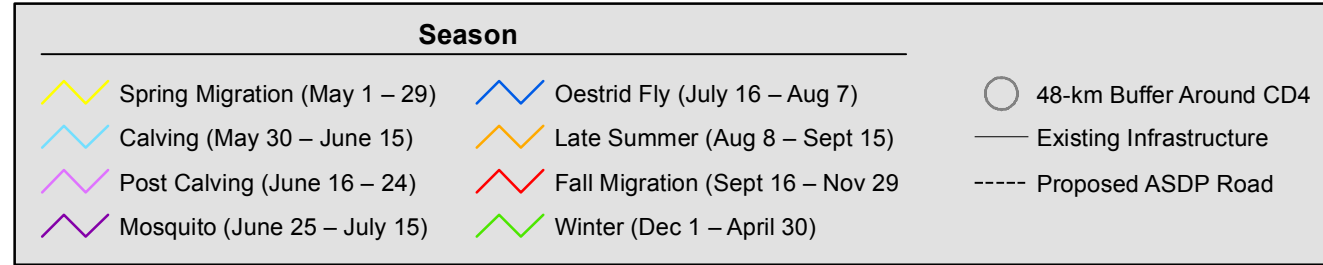 Season
Spring Migration (May 1 – 29)
Calving (May 30 – June 15)
Post Calving (June 16 – 24)
Mosquito (June 25 – July 15)
Oestrid Fly (July 16 – Aug 7)
Late Summer (Aug 8 – Sept 15)
Fall Migration (Sept 16 – Nov 29
Winter (Dec 1 – April 30)
48-km Buffer Around CD4
Existing Infrastructure
Proposed ASDP Road